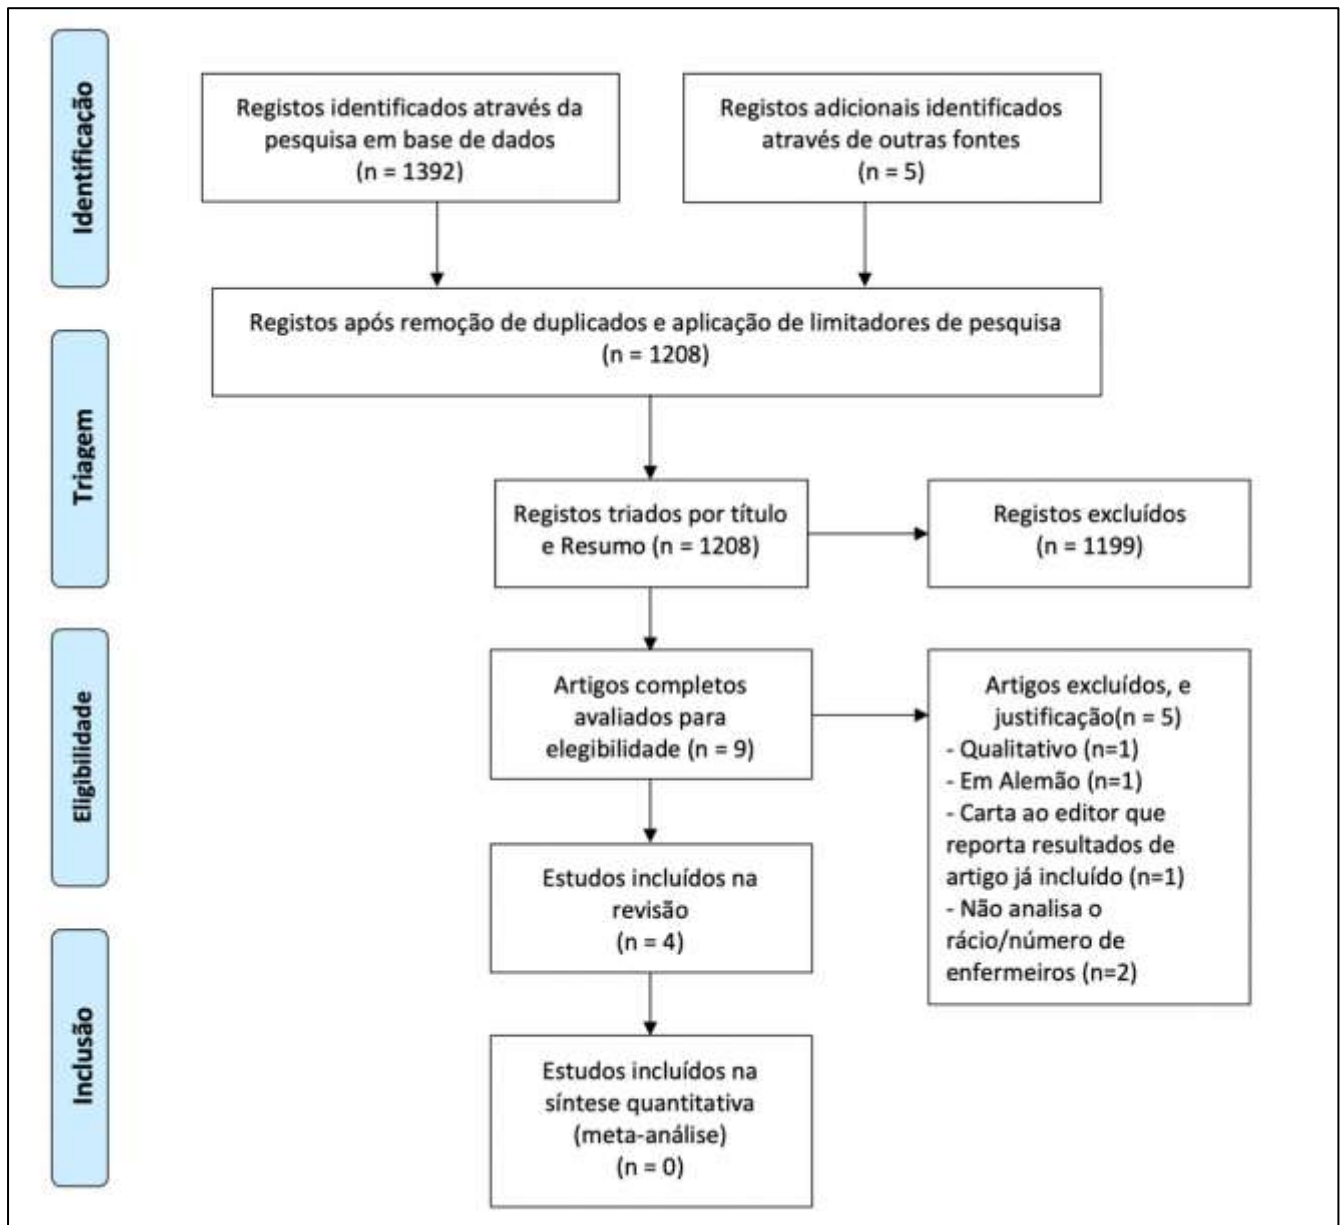 Identificação
Registos identificados através da
pesquisa em base de dados
(n = 1392)
Registos adicionais identificados
através de outras fontes
(n = 5)
Registos após remoção de duplicados e aplicação de limitadores de pesquisa
(n = 1208)
Triagem
Registos triados por título
e Resumo (n = 1208)
Registos excluídos
(n = 1199)
Eligibilidade
Artigos completos
avaliados para
elegibilidade (n = 9)
Artigos excluídos, e
justificação(n = 5)
- Qualitativo (n=1)
- Em Alemão (n=1)
- Carta ao editor que
reporta resultados de
artigo já incluído (n=1)
- Não analisa o
rácio/número de
enfermeiros (n=2)
Estudos incluídos na
revisão
(n = 4)
Inclusão
Estudos incluídos na
síntese quantitativa
(meta-análise)
(n = 0)